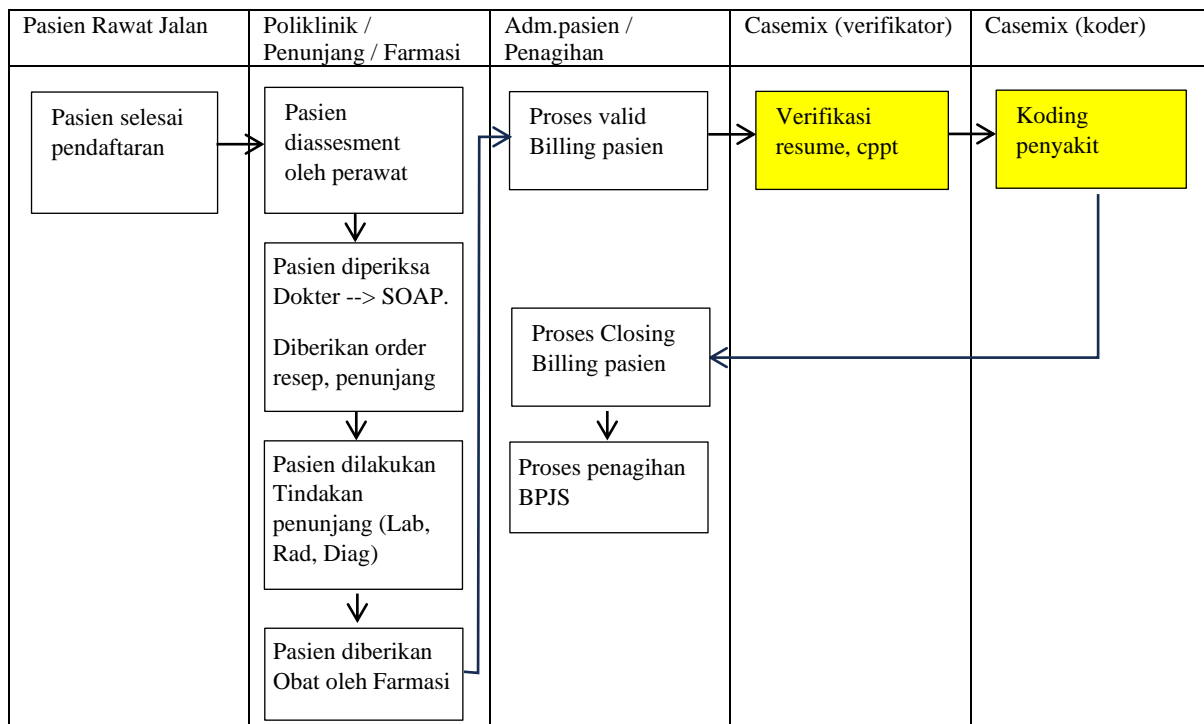 Pasien Rawat Jalan
Poliklinik /
Penunjang / Farmasi
Adm.pasien /
Penagihan
Casemix (verifikator)
Casemix (koder)
Pasien selesai
pendaftaran
Pasien
diassesment
oleh perawat
Pasien diperiksa
Dokter --> SOAP.
Diberikan order
resep, penunjang
Pasien dilakukan
Tindakan
penunjang (Lab,
Rad, Diag)
Pasien diberikan
Obat oleh Farmasi
Proses valid
Billing pasien
Verifikasi
resume, cppt
Koding
penyakit
Proses Closing
Billing pasien
Proses penagihan
BPJS